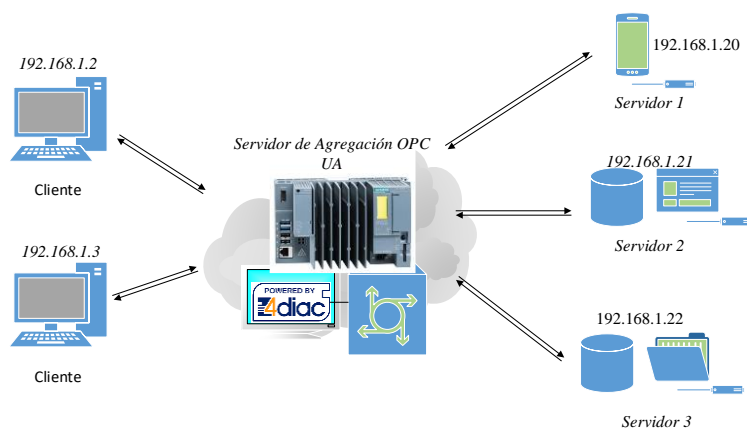 192.168.1.2
Cliente
192.168.1.3
Cliente
Servidor de Agregación OPC
UA
POWERED BY
4diac
192.168.1.20
Servidor 1
192.168.1.21
Servidor 2
192.168.1.22
Servidor 3